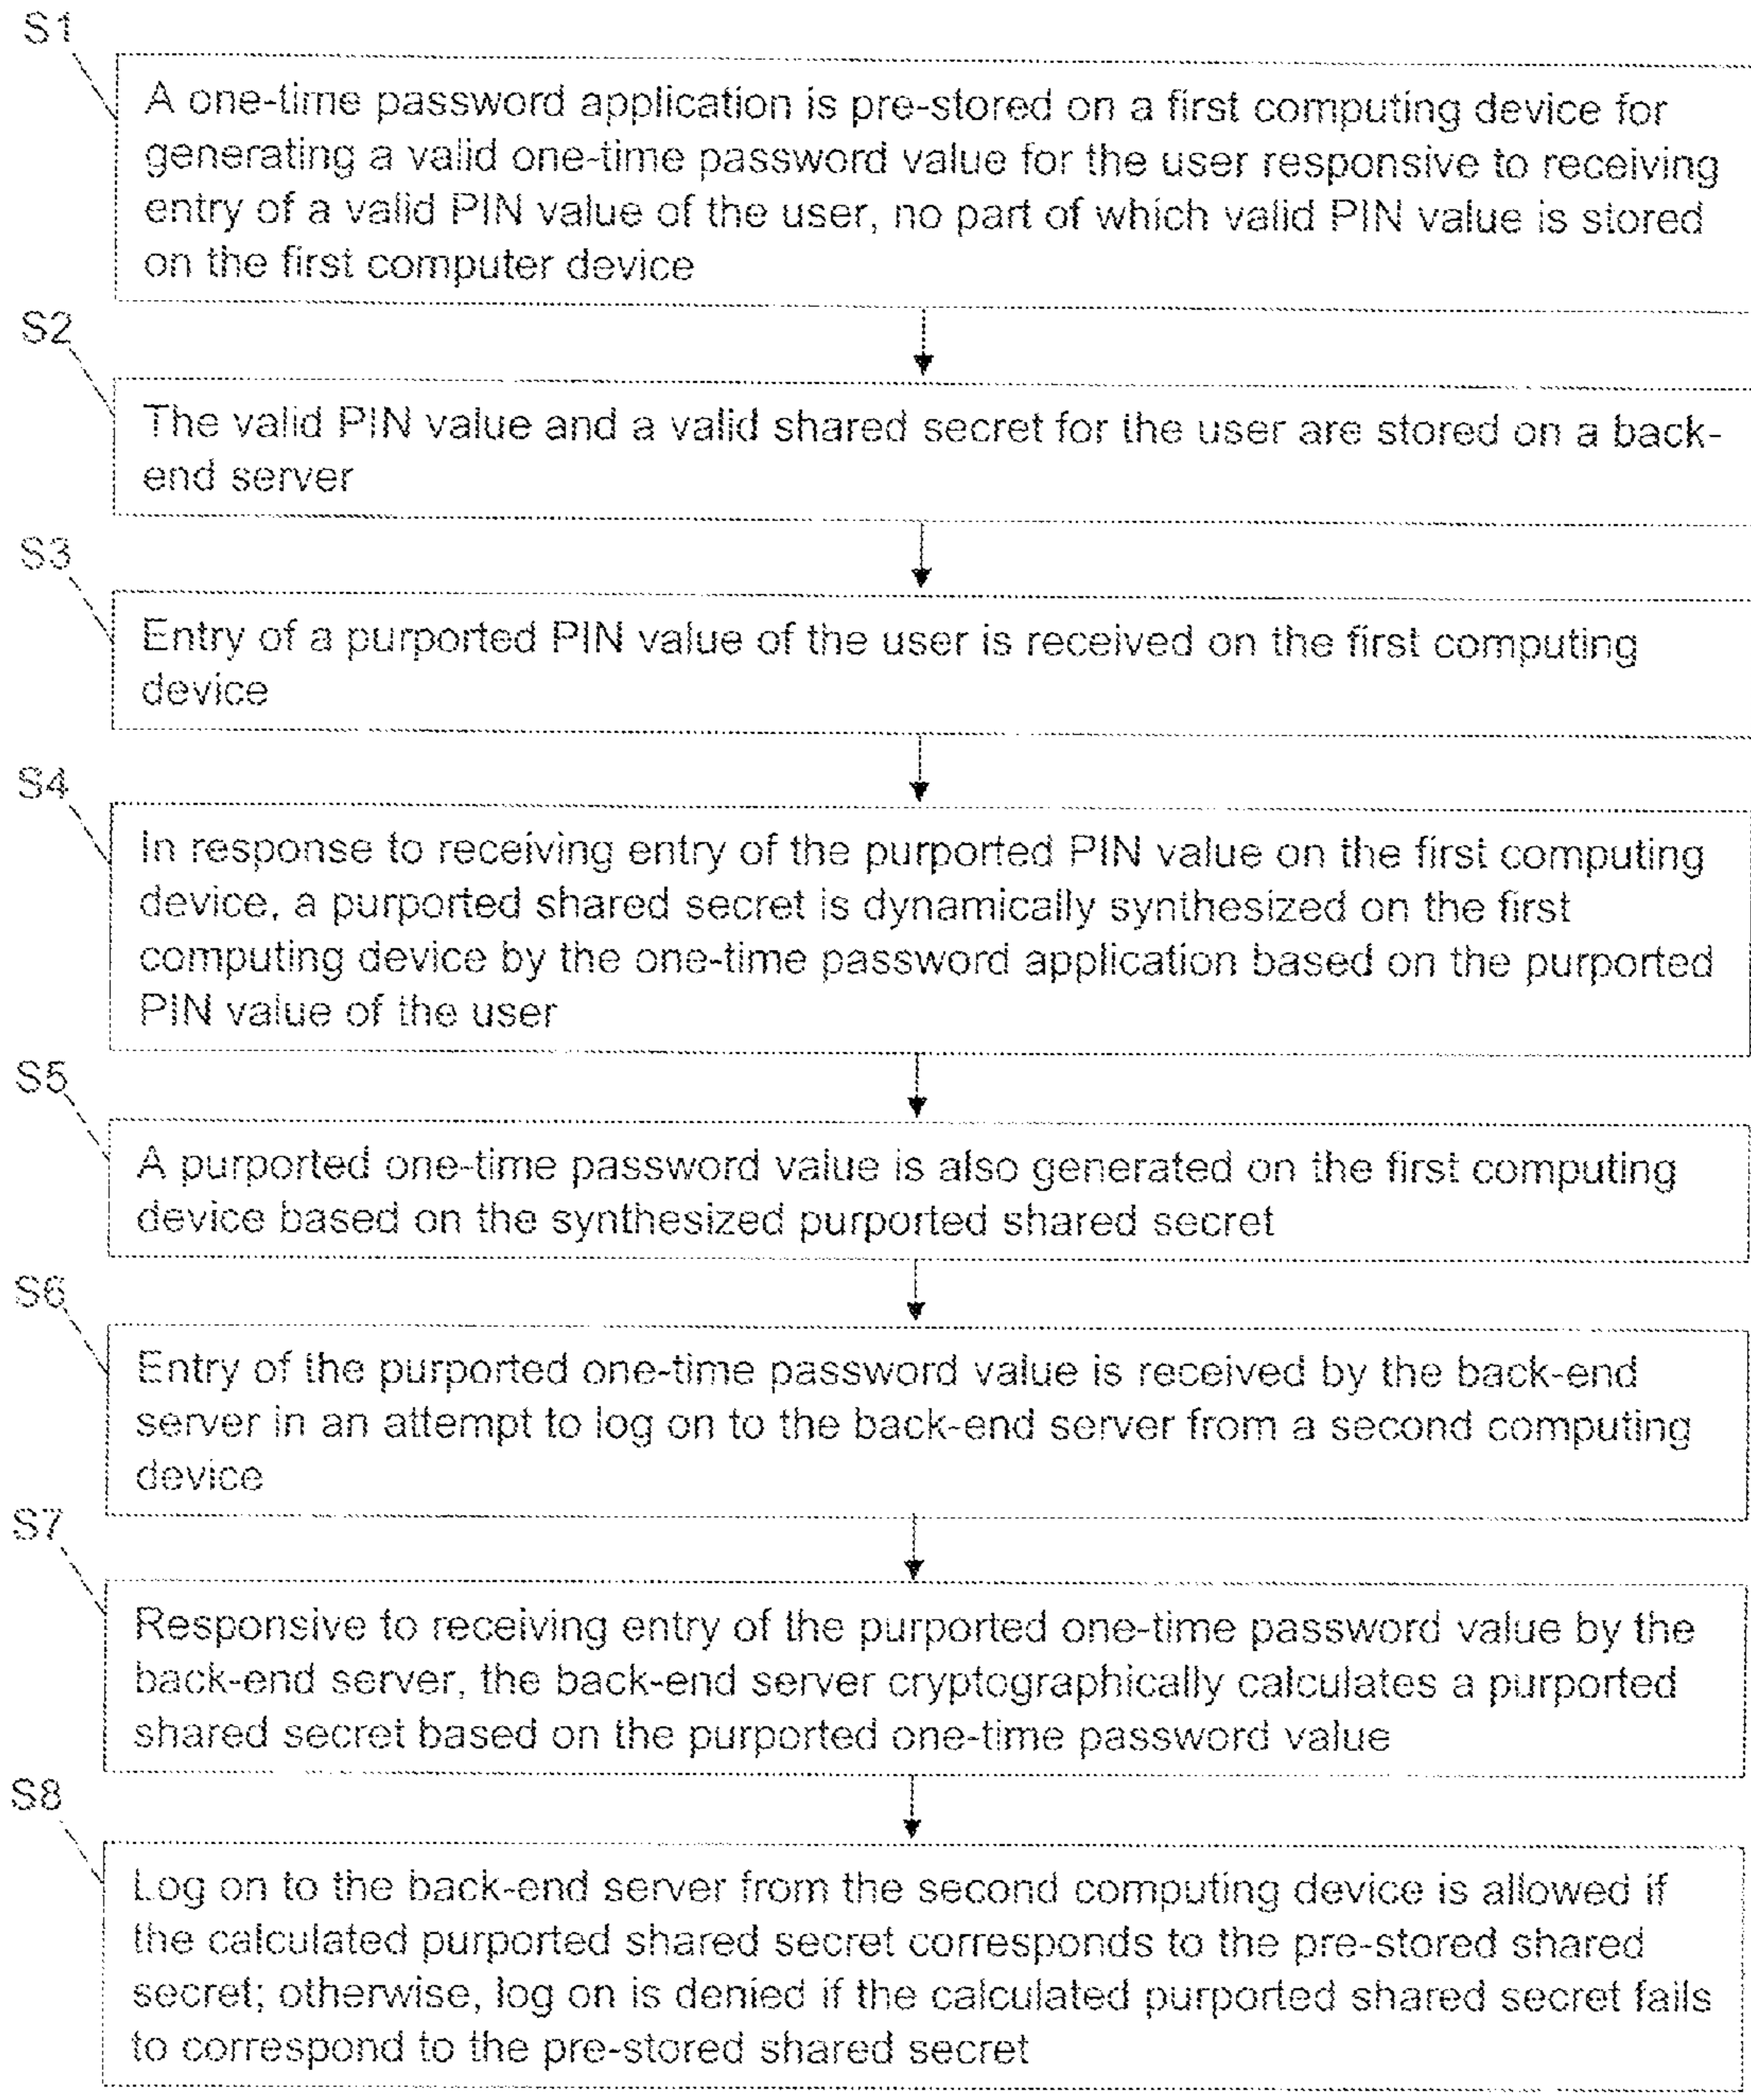 S1
A one-time password application is pre-stored on a first computing device for
generating a valid one-time password value for the user responsive to receiving
entry of a valid PIN value of the user, no part of which valid PIN value is stored
on the first computer device
S2
The valid PIN value and a valid shared secret for the user are stored on a back-
end server
S3
Entry of a purported PIN value of the user is received on the first computing
device
S4
In response to receiving entry of the purported PIN value on the first computing
device, a purported shared secret is dynamically synthesized on the first
computing device by the one-time password application based on the purported
PIN value of the user
S5
A purported one-time password value is also generated on the first computing
device based on the synthesized purported shared secret
S6
Entry of the purported one-time password value is received by the back-end
server in an attempt to log on to the back-end server from a second computing
device
S7
Responsive to receiving entry of the purported one-time password value by the
back-end server, the back-end server cryptographically calculates a purported
shared secret based on the purported one-time password value
S8
Log on to the back-end server from the second computing device is allowed if
the calculated purported shared secret corresponds to the pre-stored shared
secret; otherwise, log on is denied if the calculated purported shared secret fails
to correspond to the pre-stored shared secret